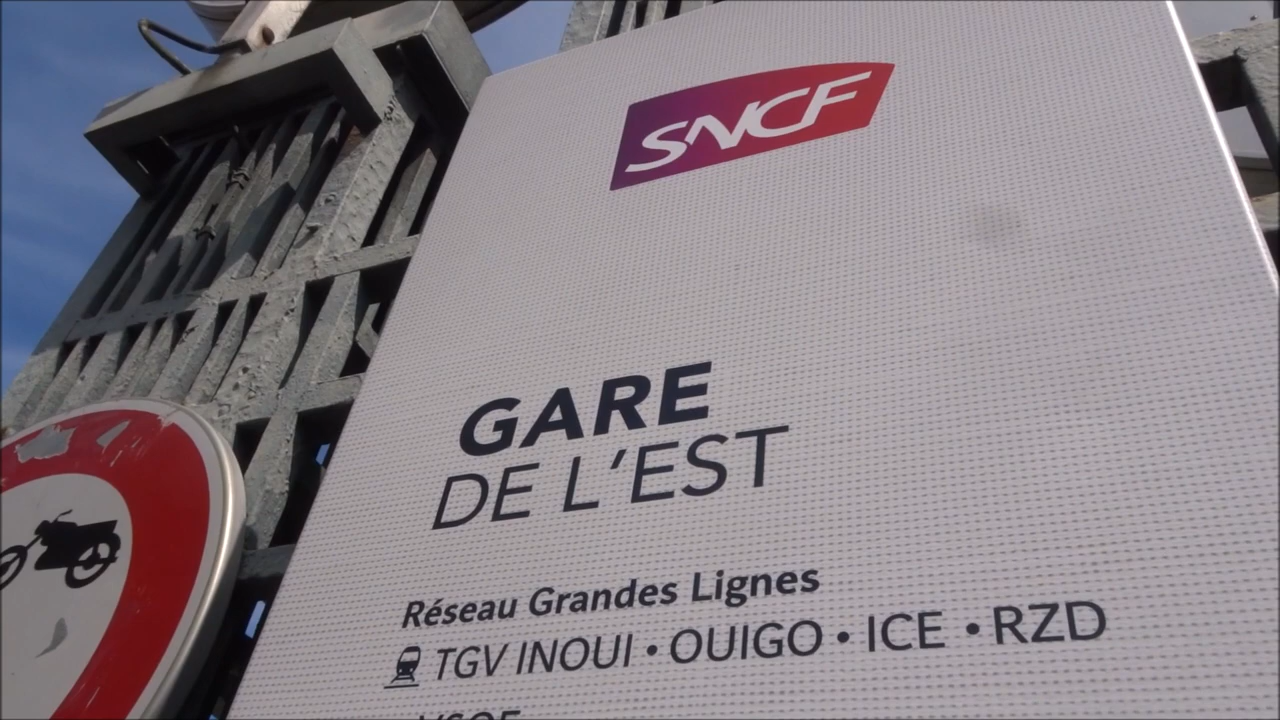 SNCF
GARE
DE L'EST
Réseau Grandes Lignes
TGV INOUI • OUIGO • ICE • RZD